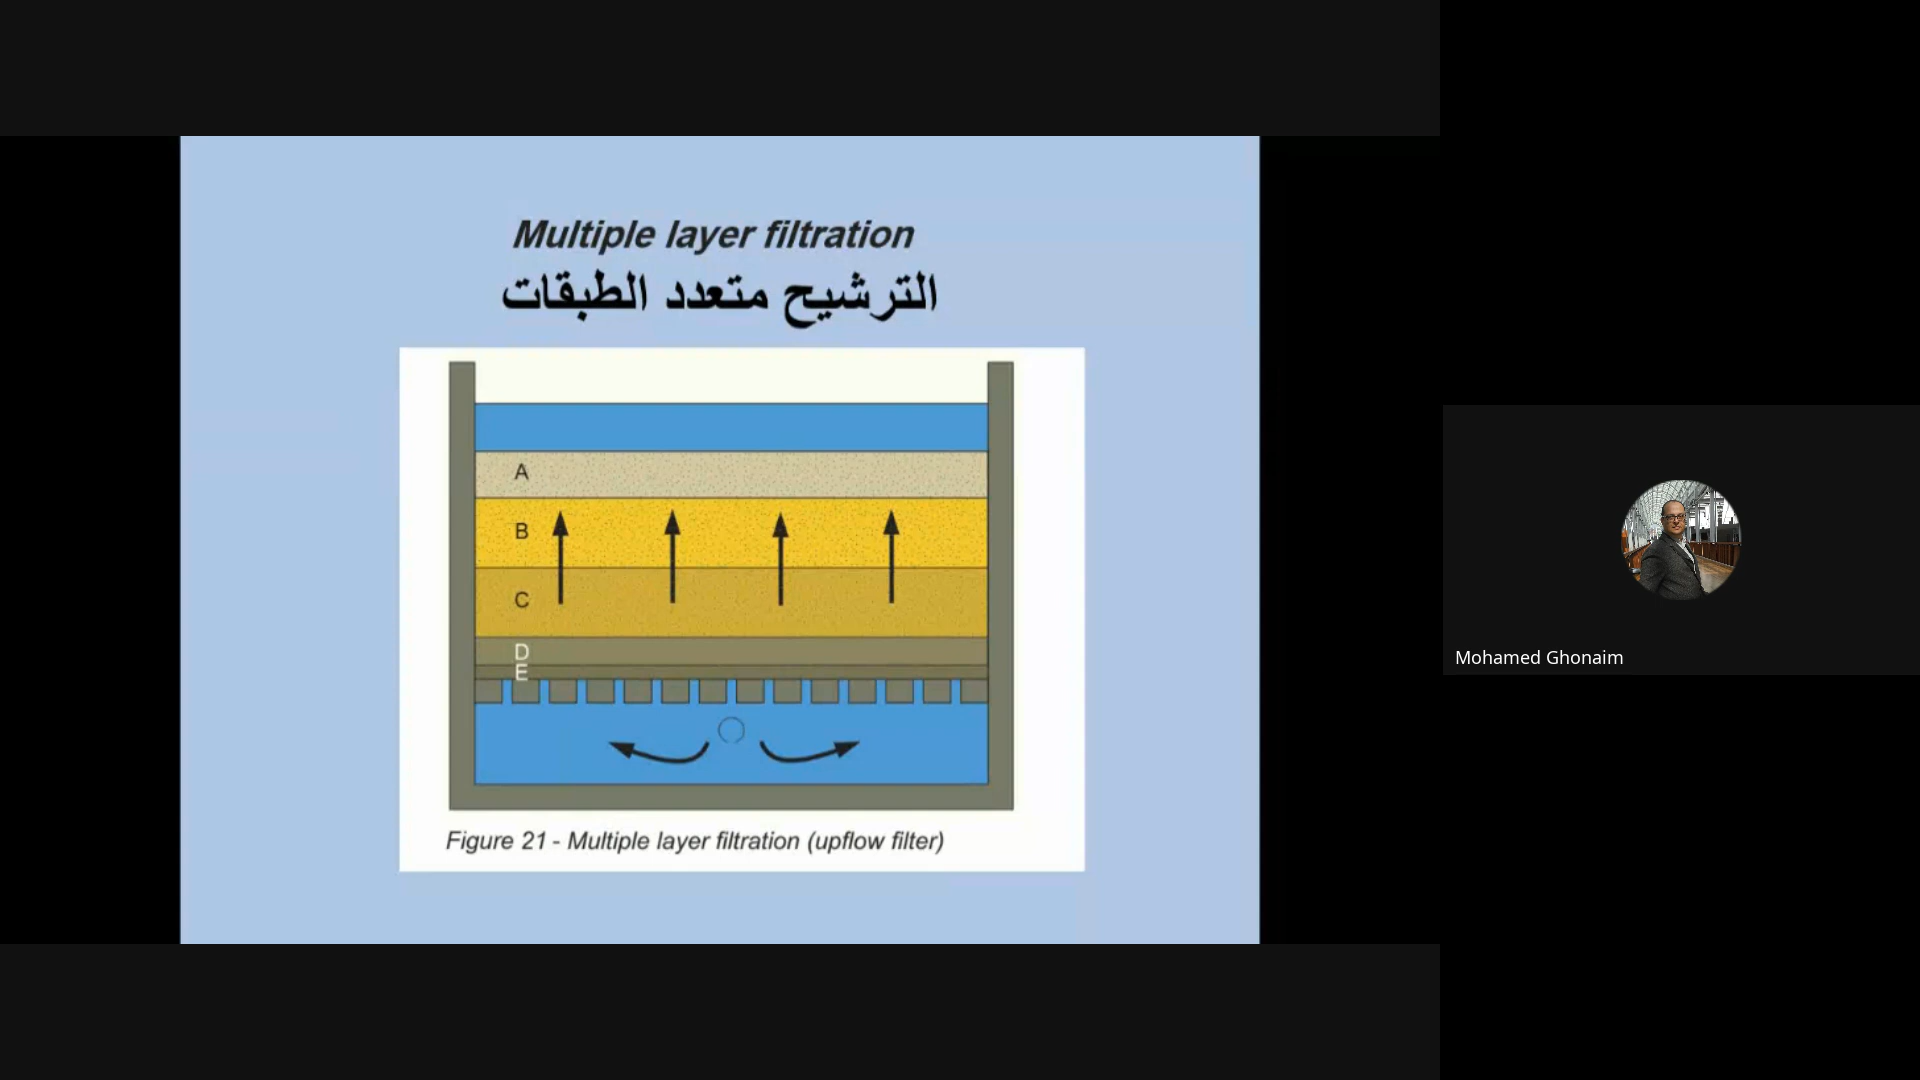 Multiple layer filtration
الترشيح متعدد الطبقات
A
B
C
D
E
Figure 21 - Multiple layer filtration (upflow filter)
Mohamed Ghonaim